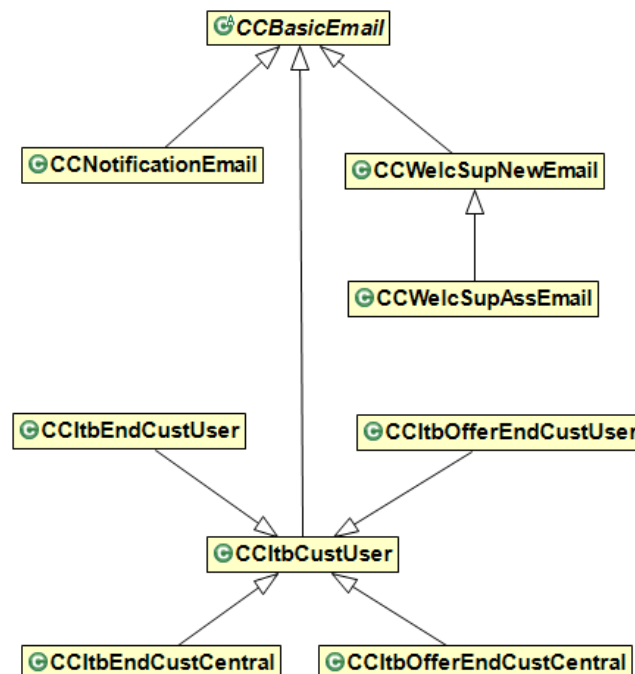 CCBasicEmail
CCNotificationEmail
CCWelcSupNewEmail
CCWelcSupAssEmail
CCItbEndCustUser
CCItbOfferEndCustUser
CCItbCustUser
CCItbEndCustCentral
CCItbOfferEndCustCentral